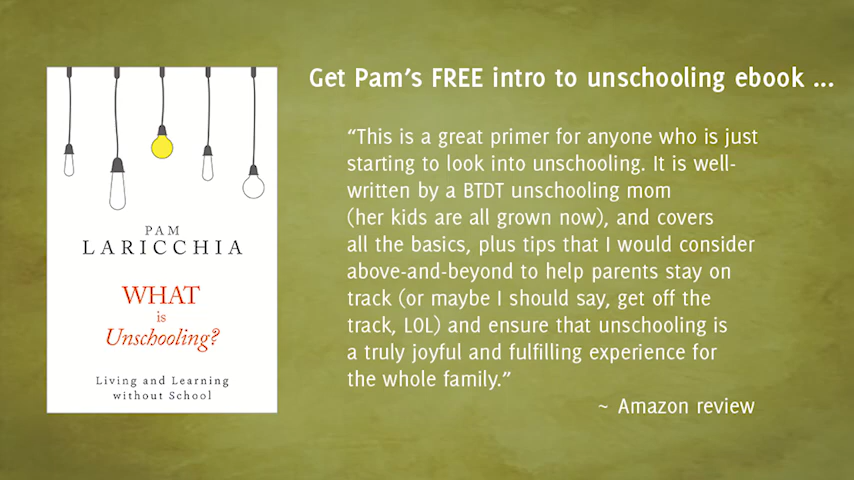 PAM
LARICCHIA
WHAT
is
Unschooling?
Living and Learning
without School
Get Pam's FREE intro to unschooling ebook ...
“This is a great primer for anyone who is just
starting to look into unschooling. It is well-
written by a BTDT unschooling mom
(her kids are all grown now), and covers
all the basics, plus tips that I would consider
above-and-beyond to help parents stay on
track (or maybe I should say, get off the
track, LOL) and ensure that unschooling is
a truly joyful and fulfilling experience for
the whole family.”
~ Amazon review